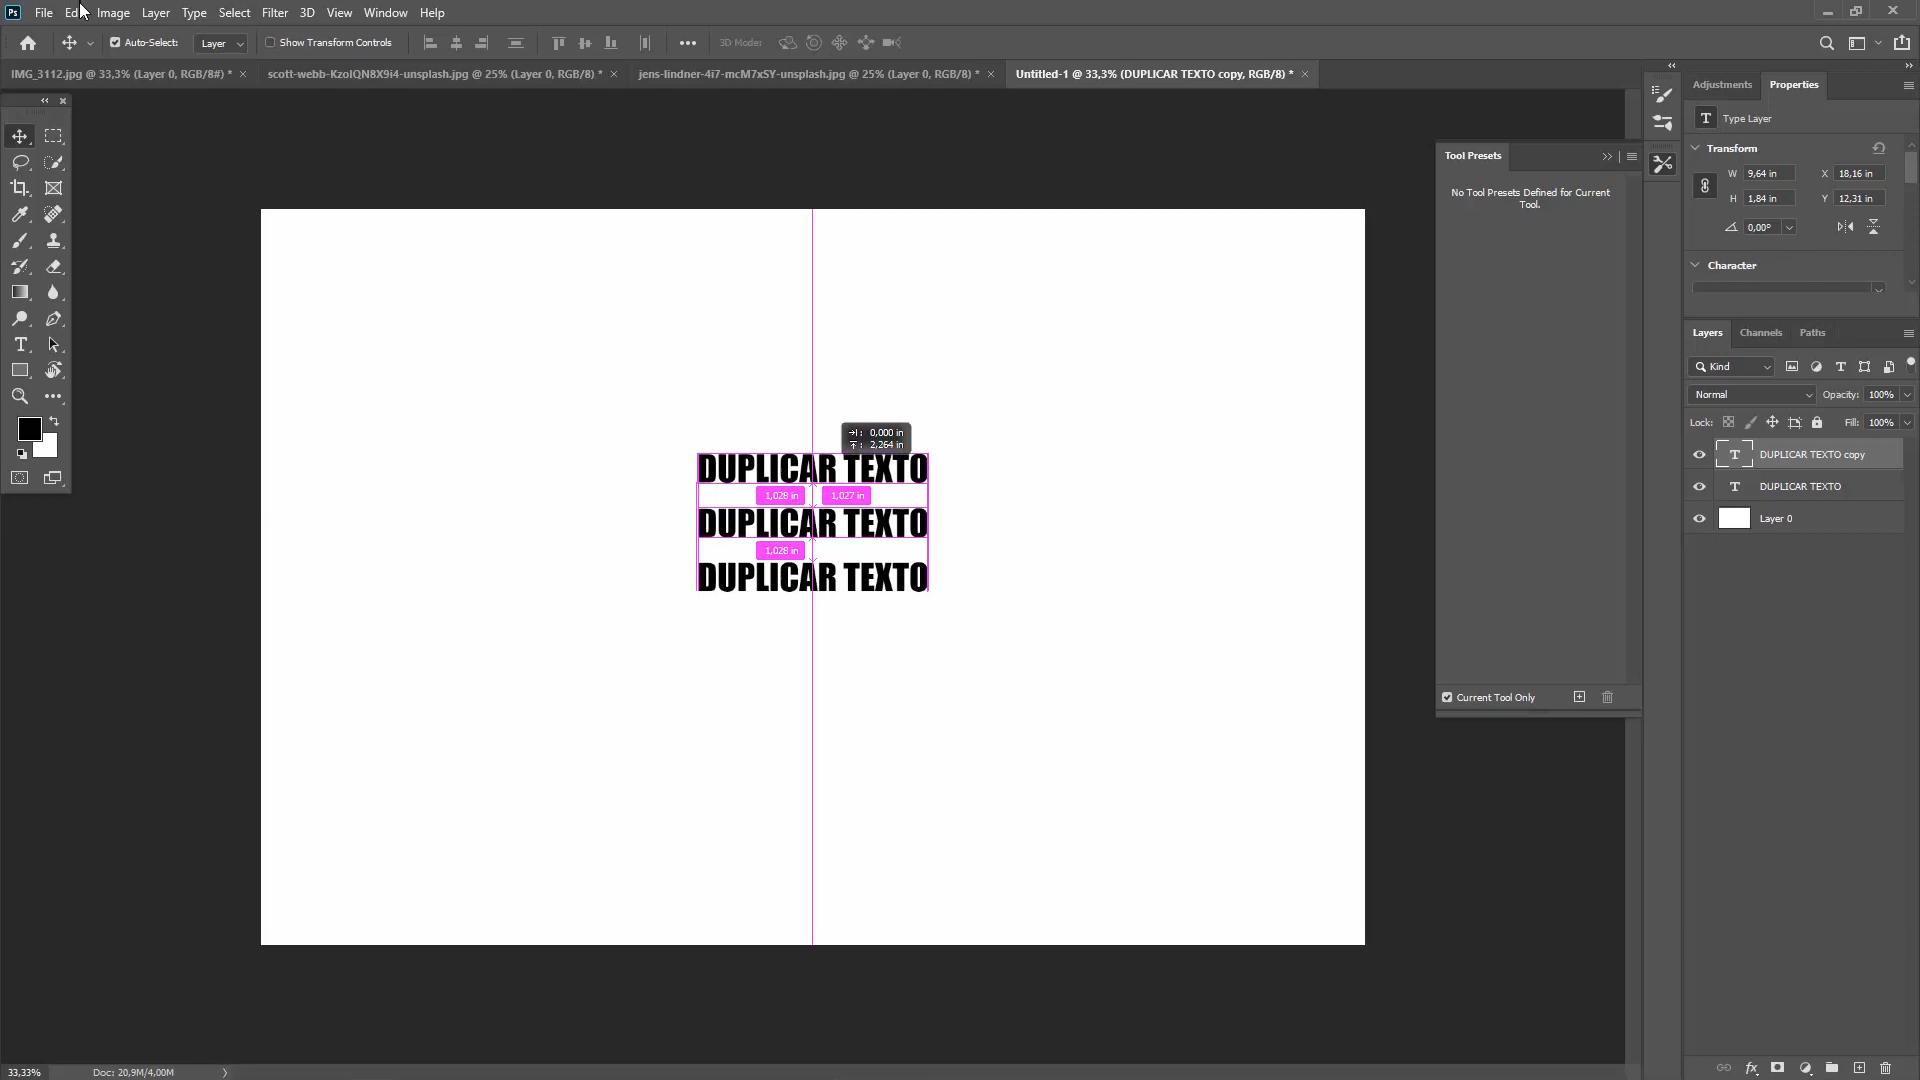 Ps File Ed Image Layer Type Select Filter 3D View Window Help
Auto-Select: Layer Show Transform Controls ••• 3D Mode:
IMG_3112.jpg @ 33,3% (Layer 0, RGB/8#) * × scott-webb-KzoIQN8X9i4-unsplash.jpg @ 25% (Layer 0, RGB/8) * × jens-lindner-4i7-mcM7xSY-unsplash.jpg @ 25% (Layer 0, RGB/8) * × Untitled-1 @ 33,3% (DUPLICAR TEXTO copy, RGB/8) * ×
Adjustments Properties
T Type Layer
Transform
W 9,64 in X 18,16 in
H 1,84 in Y 12,31 in
0,00°
Character
Tool Presets
No Tool Presets Defined for Current
Tool.
Current Tool Only
0,000 in
2,264 in
DUPLICAR TEXTO
1,028 in 1,027 in
DUPLICAR TEXTO
1,028 in
DUPLICAR TEXTO
Layers Channels Paths
Kind
Normal Opacity: 100%
Lock: Fill: 100%
T DUPLICAR TEXTO copy
T DUPLICAR TEXTO
Layer 0
fx
33,33% Doc: 20,9M/4,00M